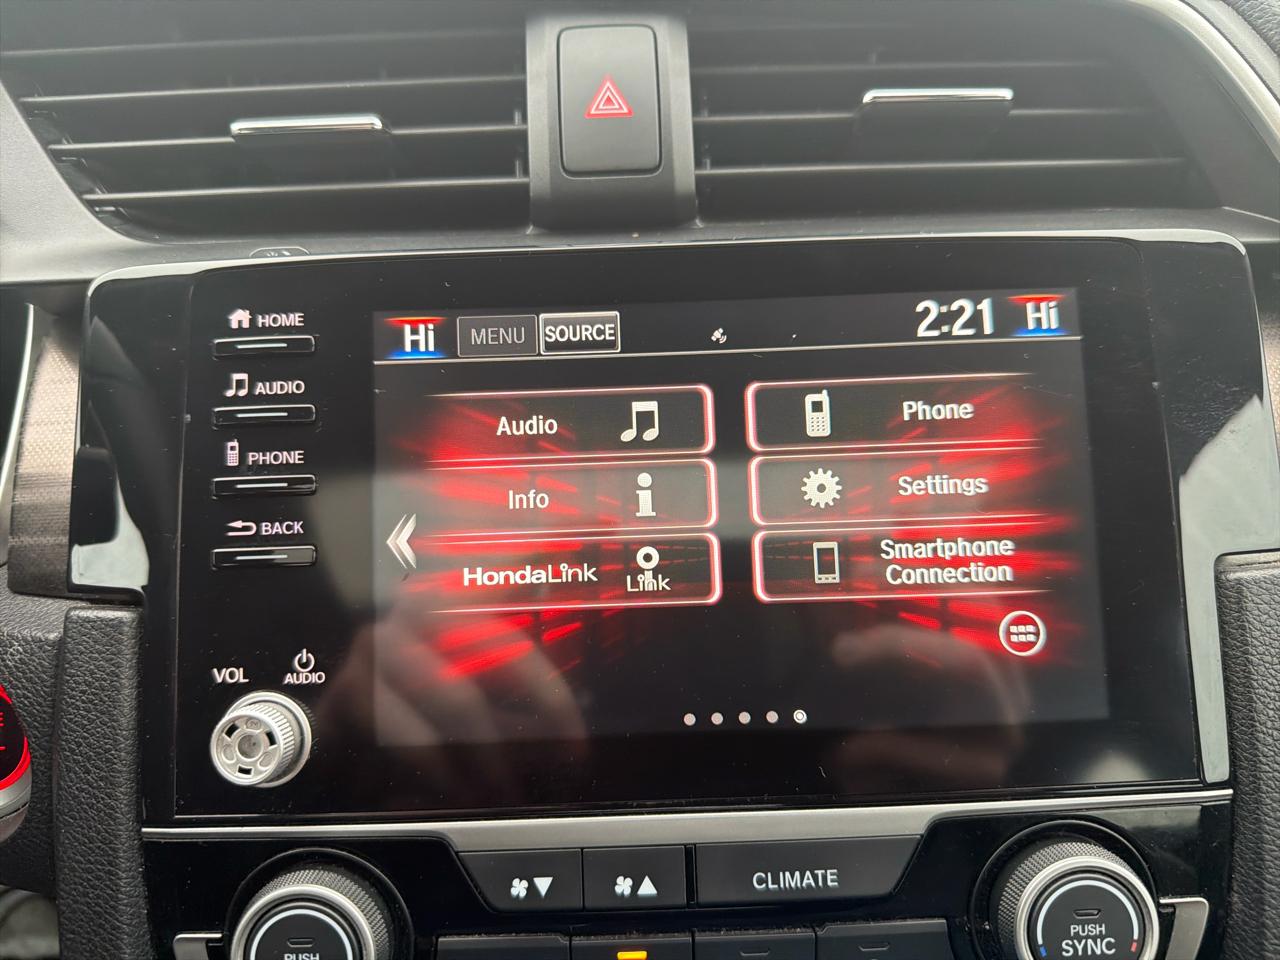 HOME
AUDIO
PHONE
BACK
VOL
AUDIO
Hi
MENU
SOURCE
2:21
Hi
Audio
Phone
Info
Settings
HondaLink
Link
Smartphone
Connection
CLIMATE
PUSH
PUSH
SYNC